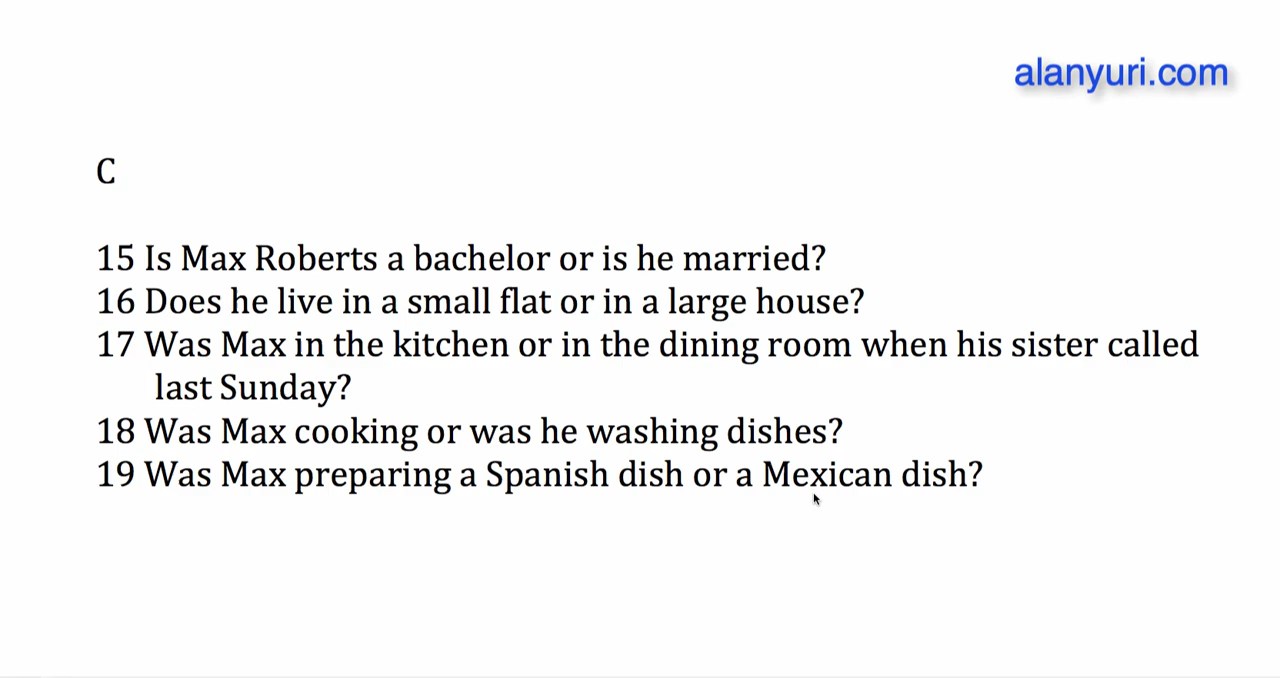 alanyuri.com
C
15 Is Max Roberts a bachelor or is he married?
16 Does he live in a small flat or in a large house?
17 Was Max in the kitchen or in the dining room when his sister called
last Sunday?
18 Was Max cooking or was he washing dishes?
19 Was Max preparing a Spanish dish or a Mexican dish?